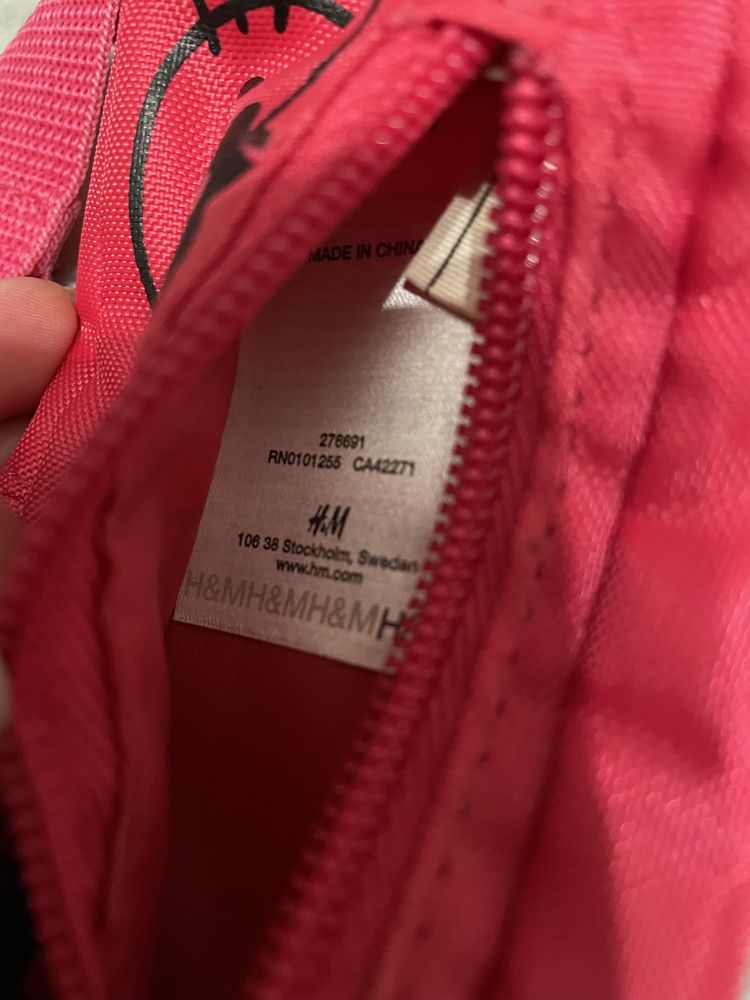 MADE IN CHINA
276691
RN0101255 CA42271
H&M
106 38 Stockholm, Sweden
www.hm.com
H&MH&MH&MH&